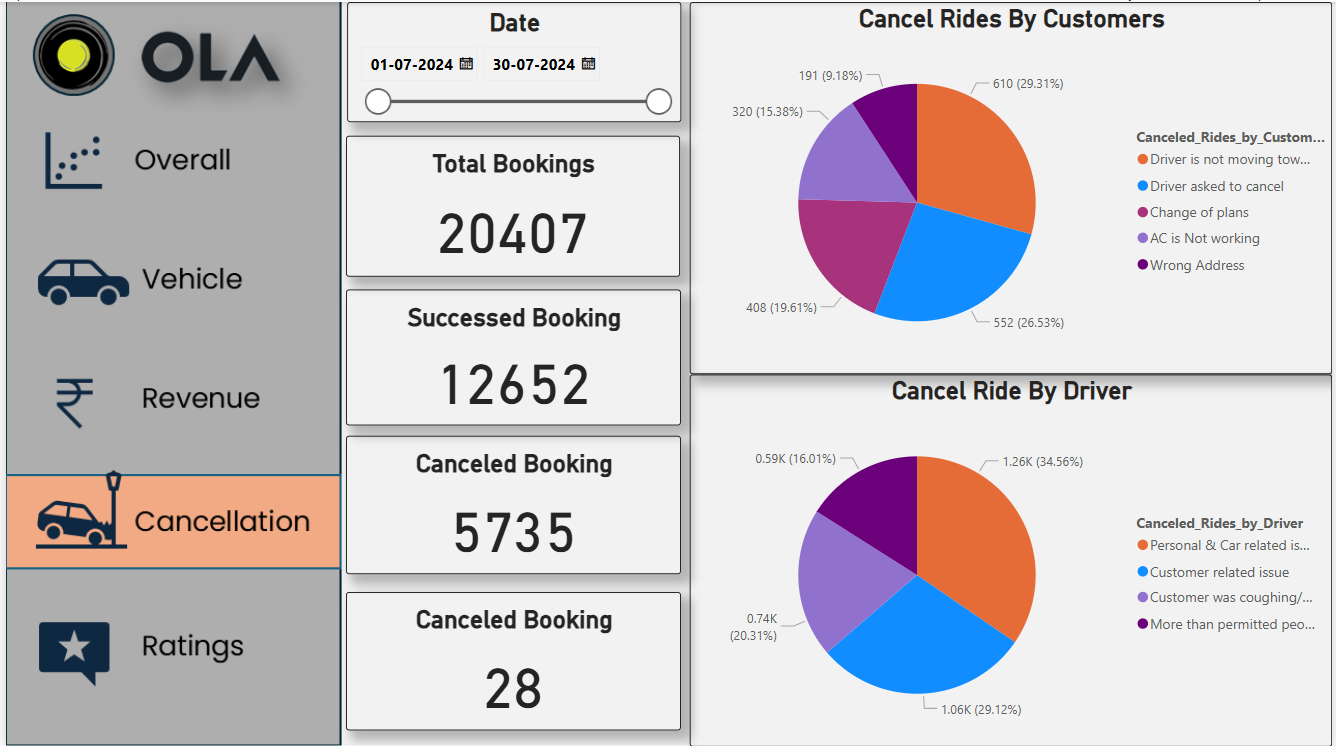 OLA
Overall
Vehicle
Revenue
Cancellation
Ratings
Date
01-07-2024 30-07-2024
Total Bookings
20407
Successed Booking
12652
Canceled Booking
5735
Canceled Booking
28
Cancel Rides By Customers
191 (9.18%)
610 (29.31%)
320 (15.38%)
408 (19.61%)
552 (26.53%)
Canceled_Rides_by_Custom...
Driver is not moving tow...
Driver asked to cancel
Change of plans
AC is Not working
Wrong Address
Cancel Ride By Driver
0.59K (16.01%)
1.26K (34.56%)
0.74K
(20.31%)
1.06K (29.12%)
Canceled_Rides_by_Driver
Personal & Car related is...
Customer related issue
Customer was coughing/...
More than permitted peo...